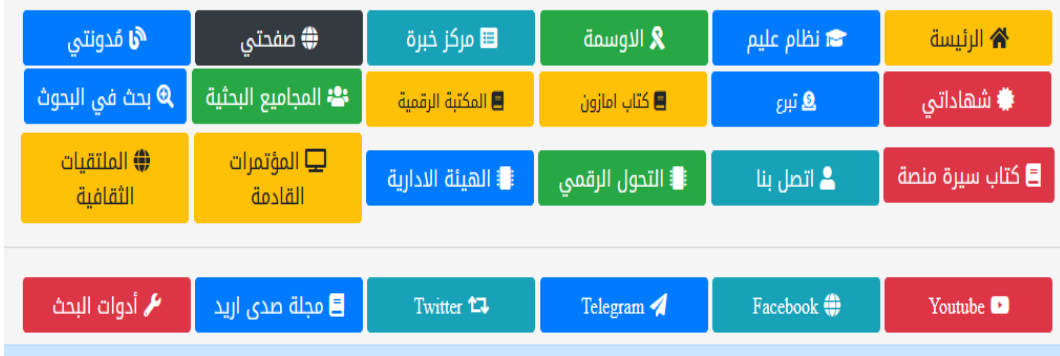 الرئيسة
نظام عليم
الاوسمة
مركز خبرة
صفحتي
مُدونتي
شهاداتي
تبرع
كتاب امازون
المكتبة الرقمية
المجاميع البحثية
بحث في البحوث
كتاب سيرة منصة
اتصل بنا
التحول الرقمي
الهيئة الادارية
المؤتمرات
القادمة
الملتقيات
الثقافية
Youtube
Facebook
Telegram
Twitter
مجلة صدى اريد
أدوات البحث